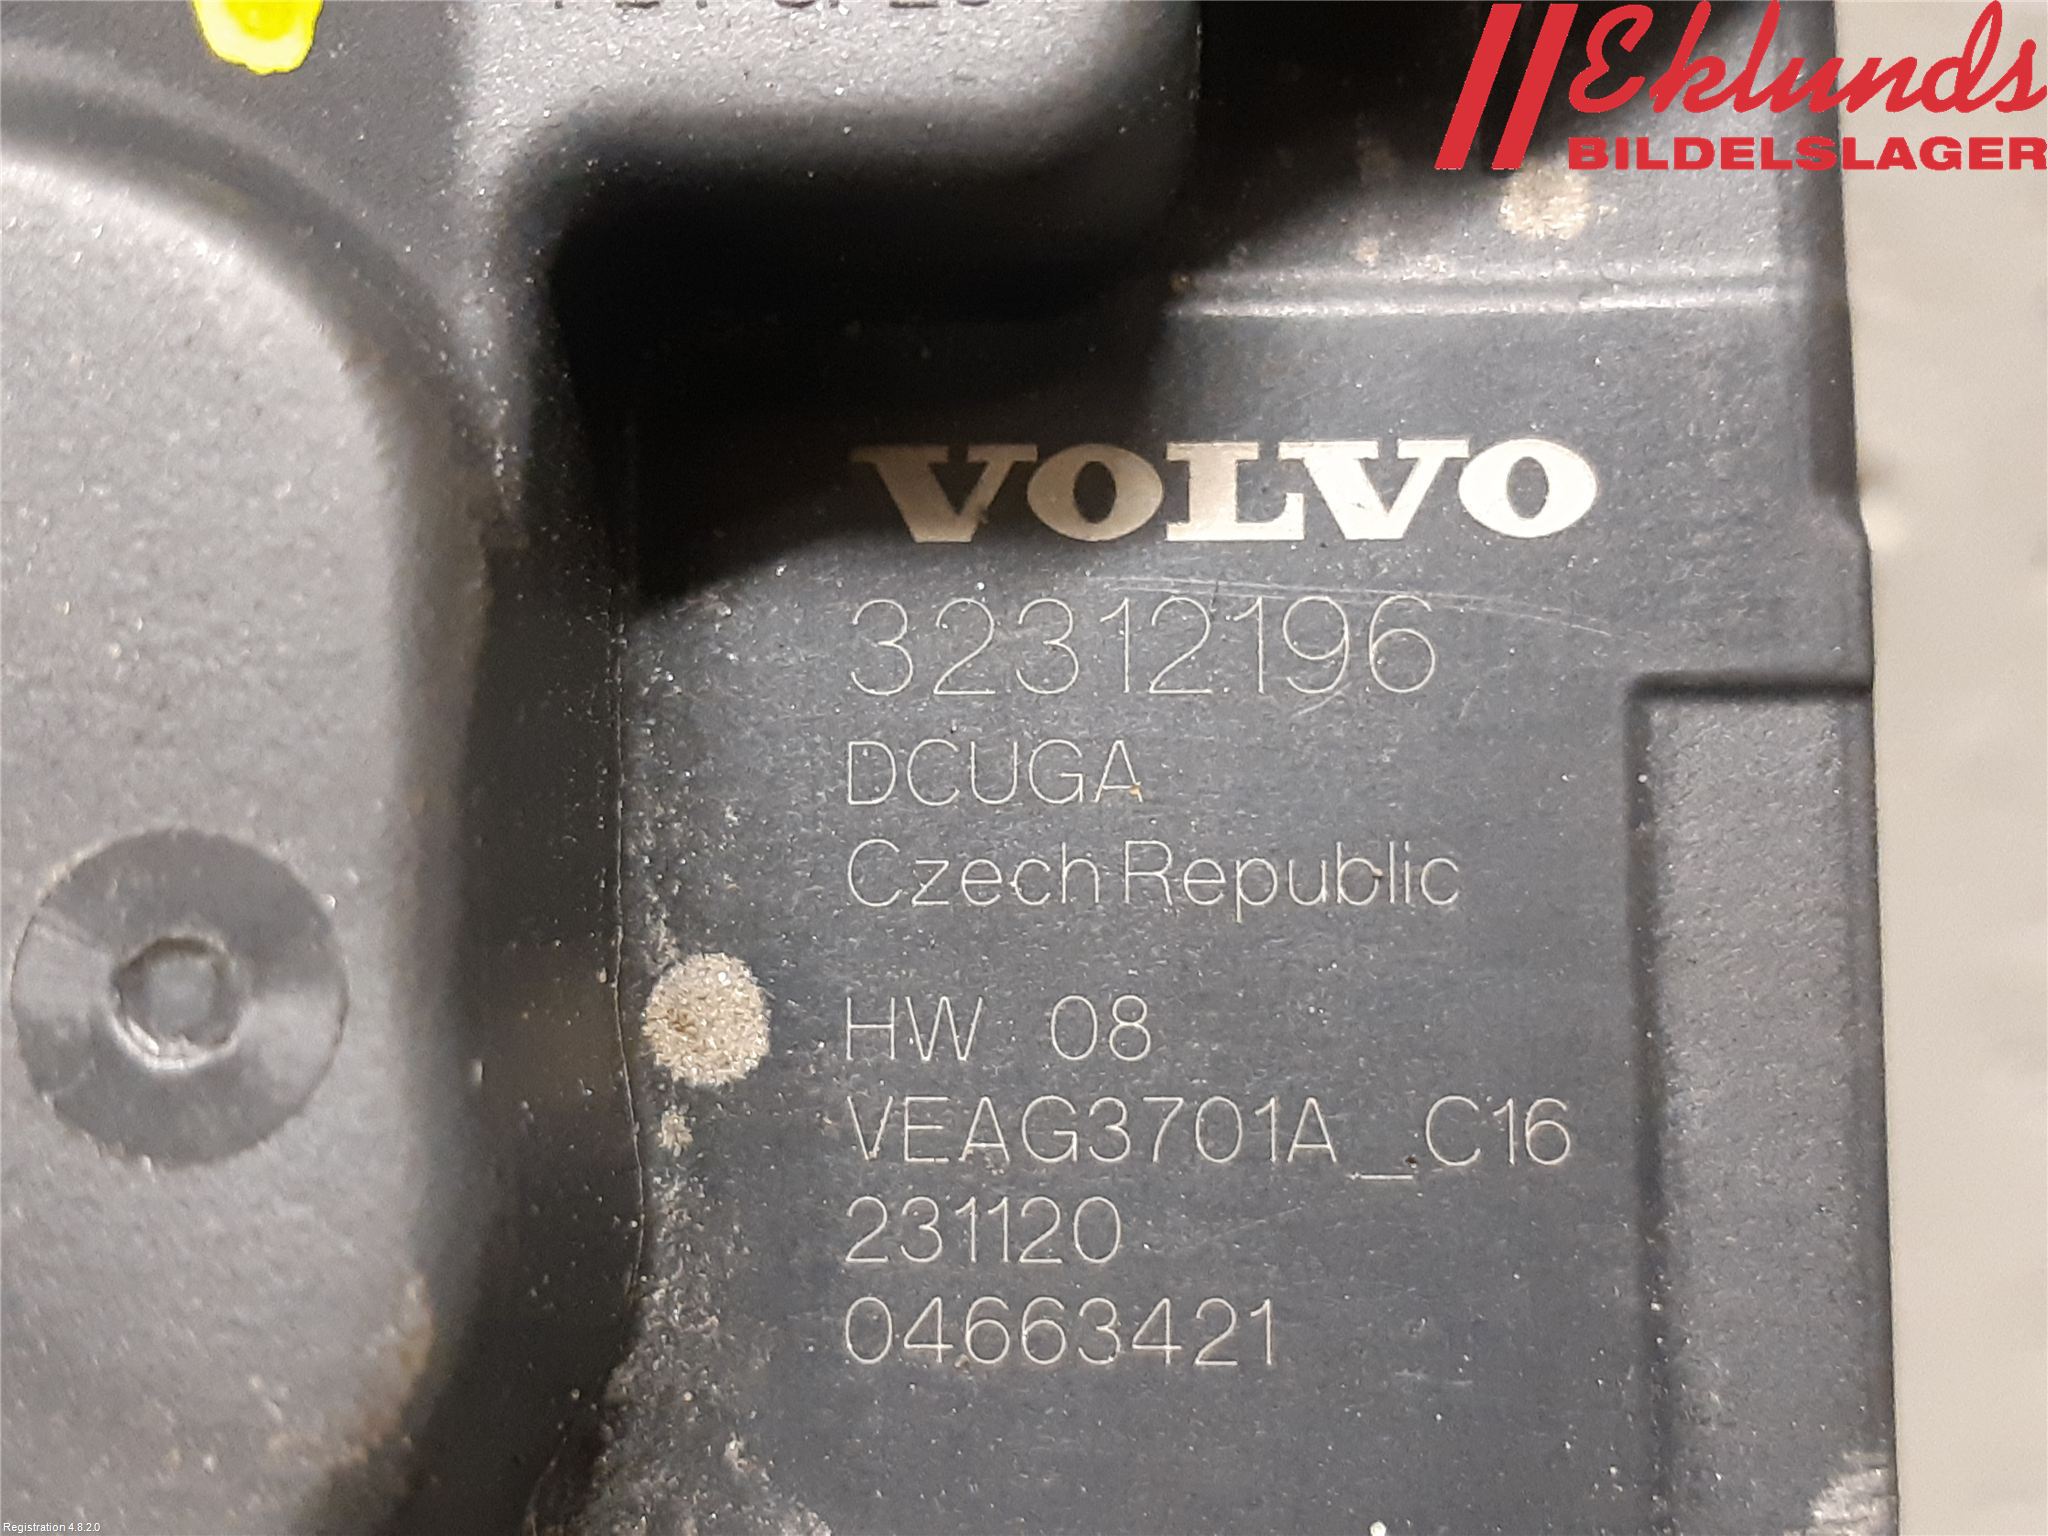 Eklunds
BILDELSLAGER
VOLVO
32312196
DCUGA
Czech Republic
HW 08
VEAG3701A_C16
231120
04663421
Registration 4.8.2.0